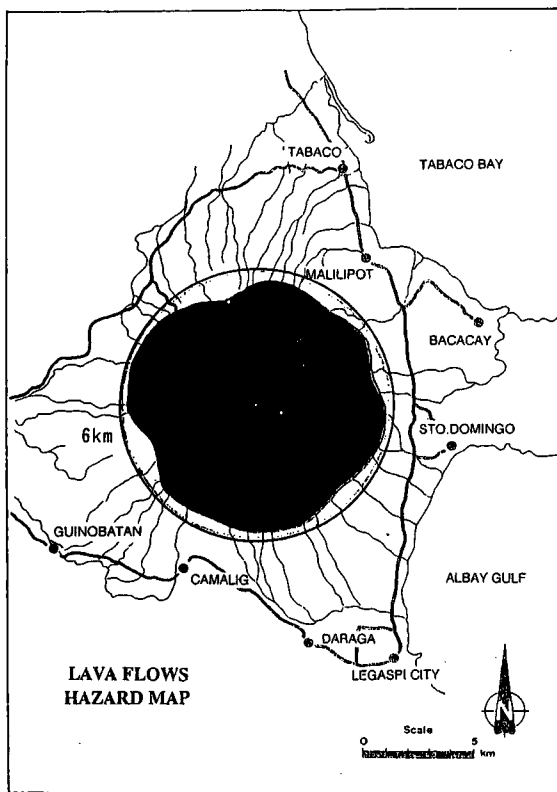 TABACO
TABACO BAY
MALILIPOT
BACACAY
STO.DOMINGO
6km
GUINOBATAN
CAMALIG
ALBAY GULF
DARAGA
LEGASPI CITY
LAVA FLOWS
HAZARD MAP
N
Scale
0 5
km